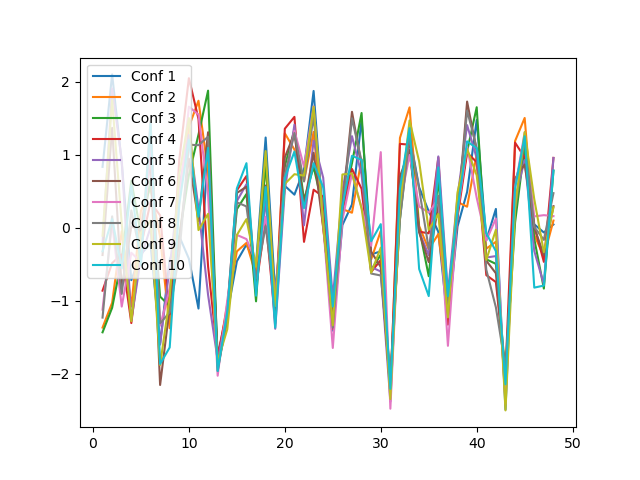 Conf 1
Conf 2
Conf 3
Conf 4
Conf 5
Conf 6
Conf 7
Conf 8
Conf 9
Conf 10
2
1
0
−1
−2
0 10 20 30 40 50